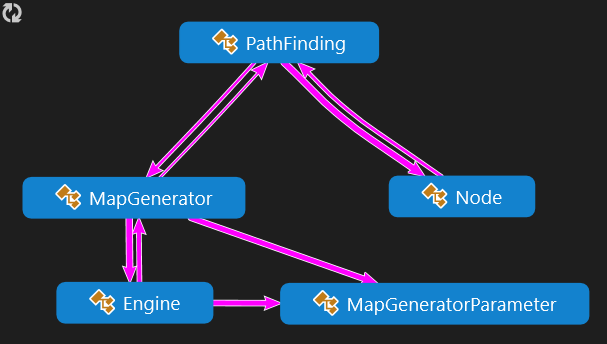 PathFinding
MapGenerator
Node
Engine
MapGeneratorParameter